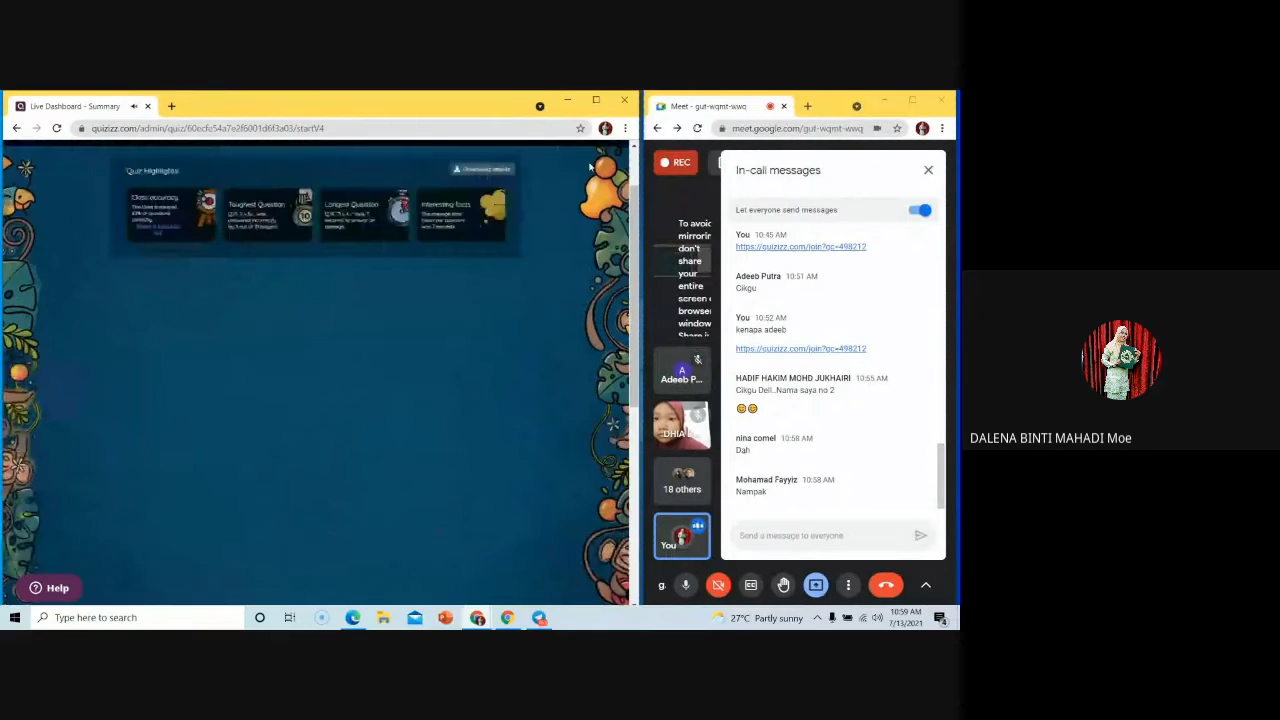 Live Dashboard - Summary
quizizz.com/admin/quiz/60ecfe54a7e2f6001d6f3a03/startV4
Quiz Highlights
Class accuracy
Toughest Question
Longest Question
Interesting facts
Help
Meet - gut-wqmt-wwq
meet.google.com/gut-wqmt-wwq
REC
To avoid
mirroring
don't
share
your
entire
screen
browser
window
In-call messages
Let everyone send messages
You 10:45 AM
https://quizizz.com/join?gc=498212
Adeeb Putra 10:51 AM
Cikgu
You 10:52 AM
kenapa adeeb
https://quizizz.com/join?gc=498212
HADIF HAKIM MOHD JUKHAIRI 10:55 AM
Cikgu Dell..Nama saya no 2
nina comel 10:58 AM
Dah
Mohamad Fayyiz 10:58 AM
Nampak
Send a message to everyone
A
Adeeb P...
DHIA
18 others
You
g.
Type here to search
27°C Partly sunny
10:59 AM
7/13/2021
4
DALENA BINTI MAHADI Moe